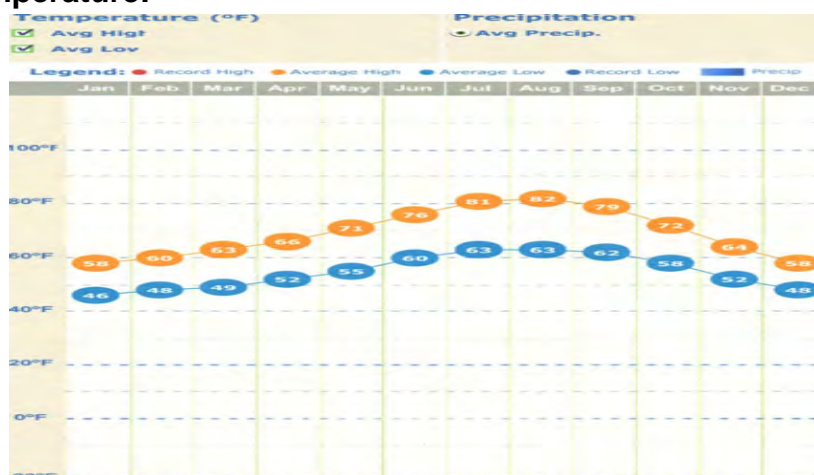 perature.
Temperature (°F) Precipitation
Avg High Avg Precip.
Avg Low
Legend: Record High Average High Average Low Record Low Precip
Jan Feb Mar Apr May Jun Jul Aug Sep Oct Nov Dec
100°F
80°F
60°F
40°F
20°F
0°F
58 60 63 66 71 76 81 82 79 72 64 58
46 48 49 52 55 60 63 63 62 58 52 48